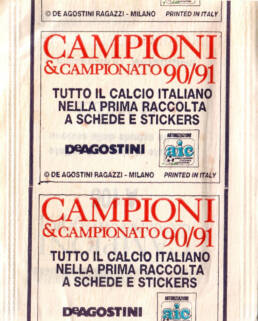 © DE AGOSTINI RAGAZZI - MILANO PRINTED IN ITALY
CAMPIONI
& CAMPIONATO 90/91
TUTTO IL CALCIO ITALIANO
NELLA PRIMA RACCOLTA
A SCHEDE E STICKERS
DEAGOSTINI
AUTORIZZAZIONE
aic
© DE AGOSTINI RAGAZZI - MILANO PRINTED IN ITALY
CAMPIONI
& CAMPIONATO 90/91
TUTTO IL CALCIO ITALIANO
NELLA PRIMA RACCOLTA
A SCHEDE E STICKERS
DEAGOSTINI
AUTORIZZAZIONE
aic